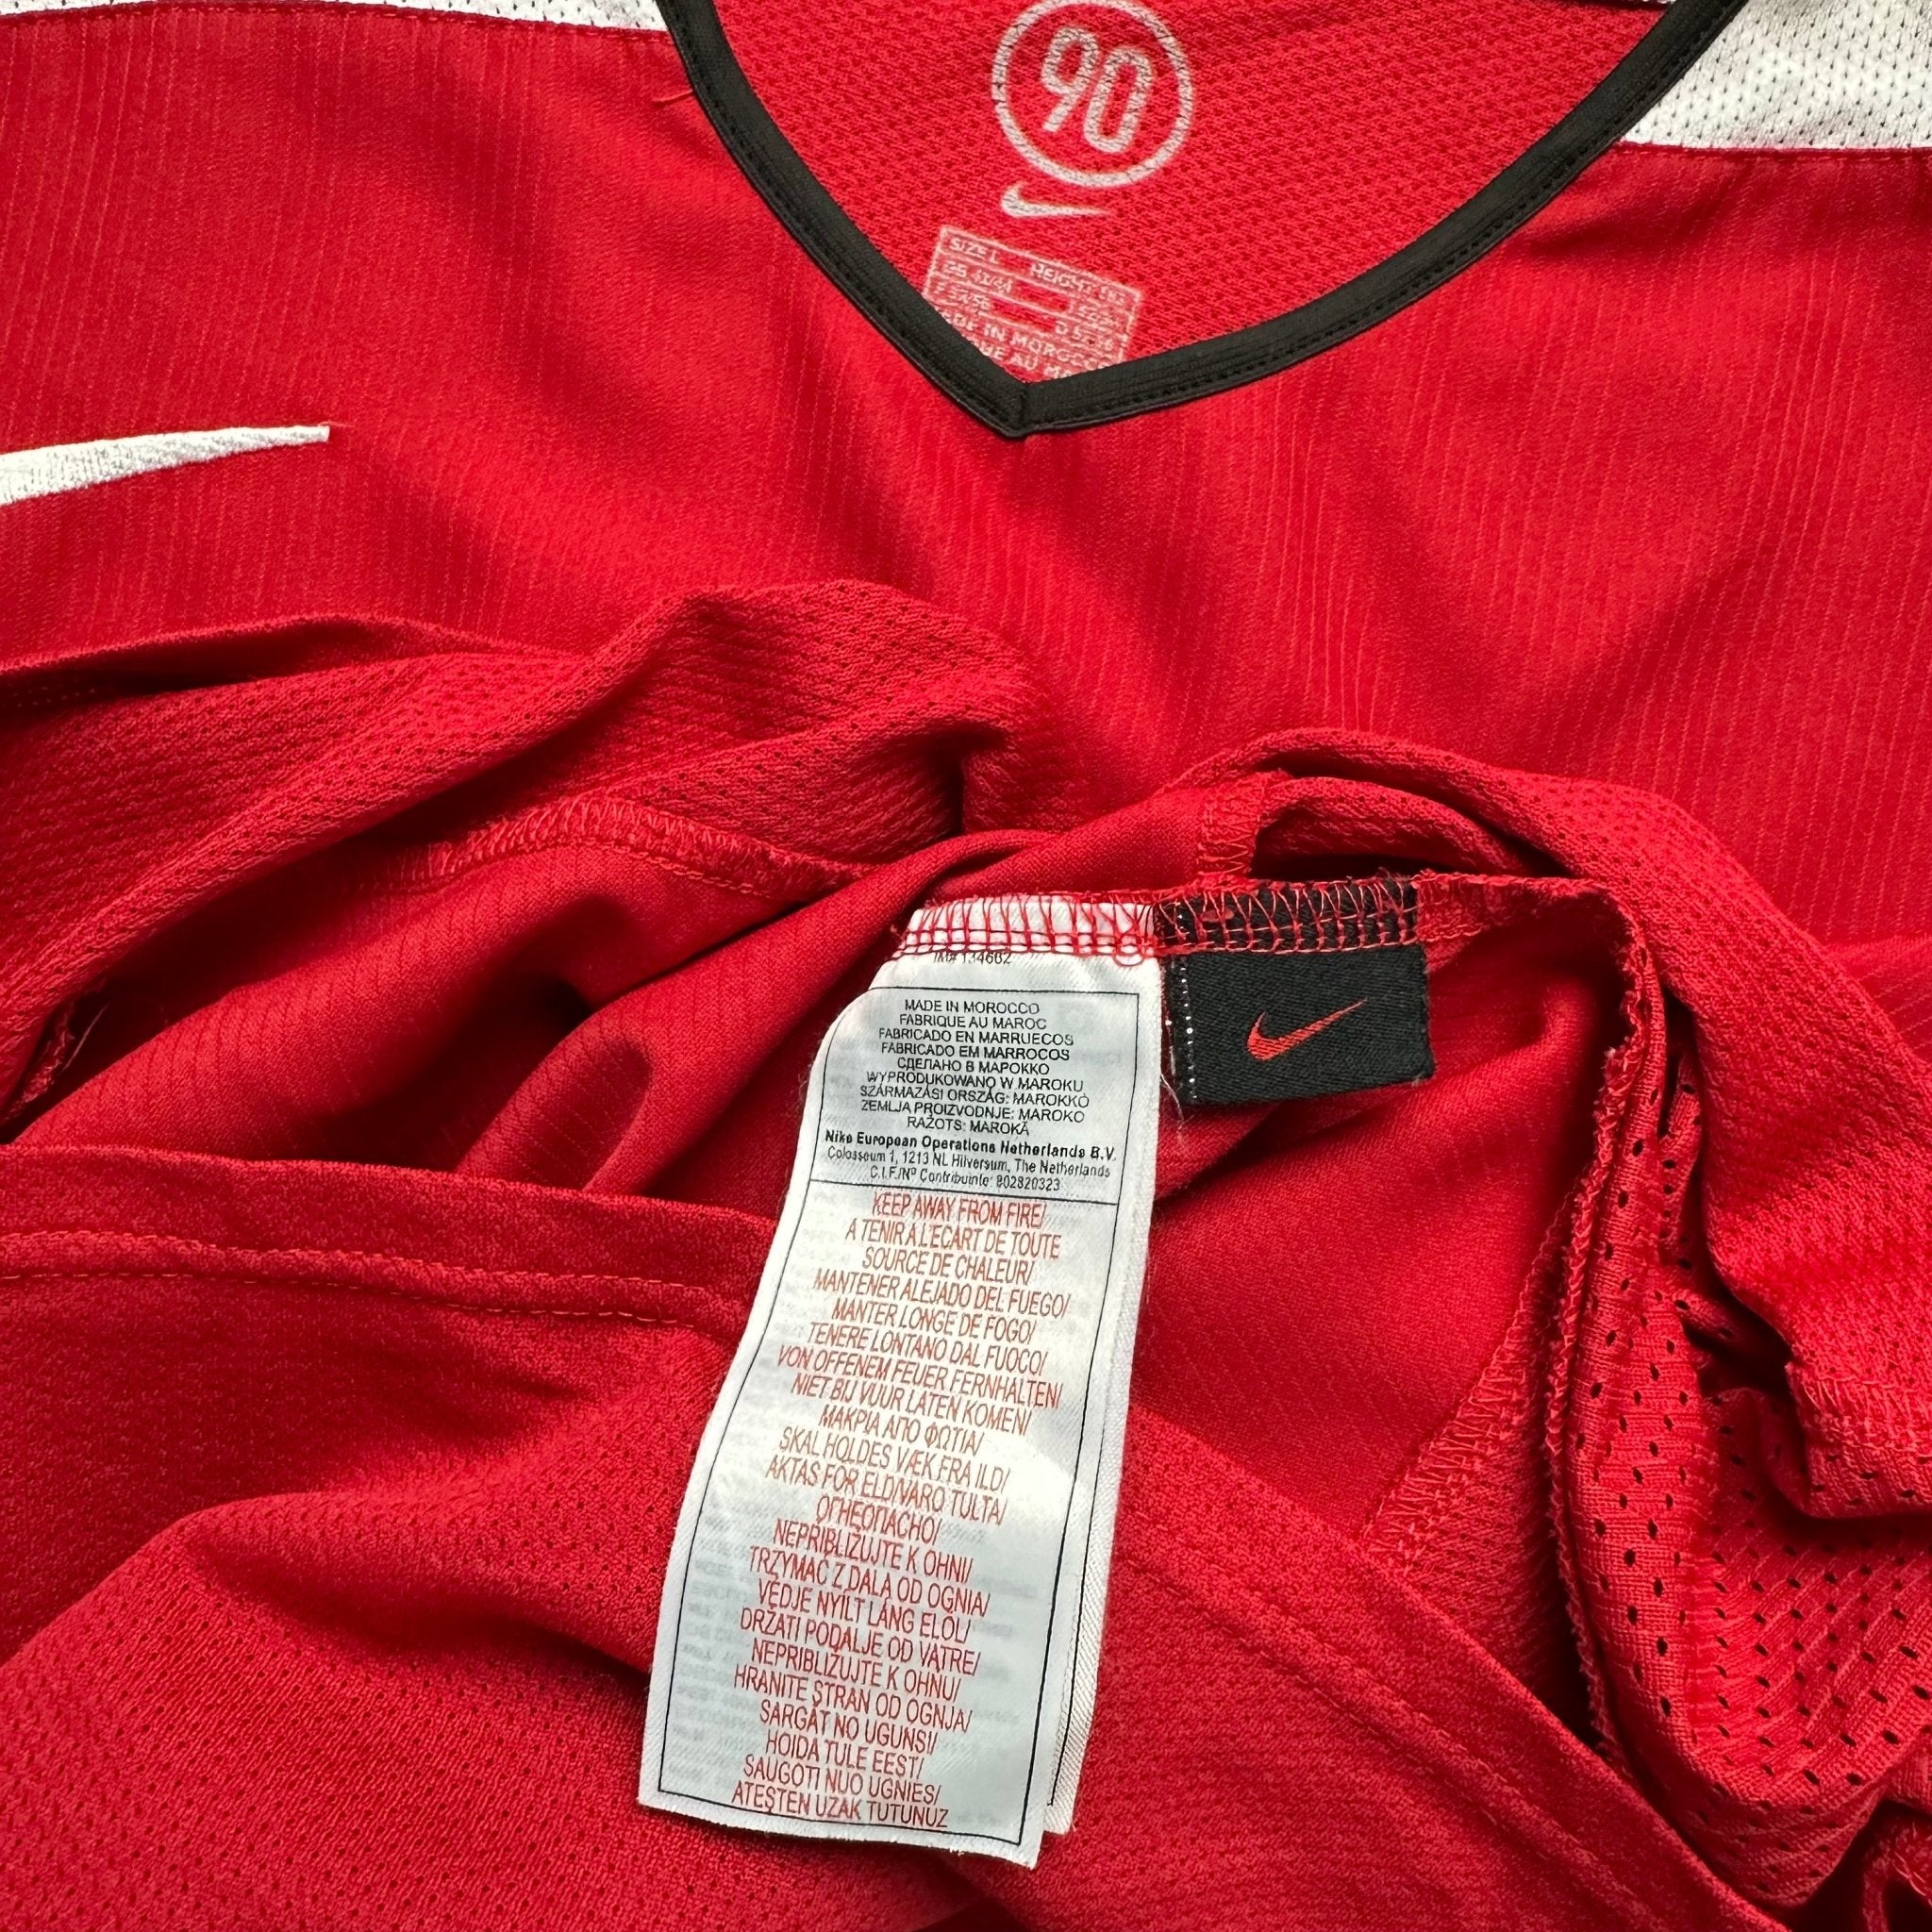 90
SIZE L HEIGHT
MADE IN MOROCCO
FABRIQUE AU MAROC
FABRICADO EN MARRUECOS
FABRICADO EM MARROCOS
СДЕЛАНО В МАРОККО
WYPRODUKOWANO W MAROKU
SZÁRMAZÁSI ORSZÁG: MAROKKÓ
ZEMLJA PROIZVODNJE: MAROKO
RAŽOTS: MAROKĀ
Nike European Operations Netherlands B.V.
Colosseum 1, 1213 NL Hilversum, The Netherlands
C.I.F./Nº Contribuinte: 802820323
KEEP AWAY FROM FIRE/
A TENIR A L'ECART DE TOUTE
SOURCE DE CHALEUR/
MANTENER ALEJADO DEL FUEGO/
MANTER LONGE DE FOGO/
TENERE LONTANO DAL FUOCO/
VON OFFENEM FEUER FERNHALTEN/
NIET BIJ VUUR LATEN KOMEN/
ΜΑΚΡΙΑ ΑΠΟ ΦΩΤΙΑ/
SKAL HOLDES VÆK FRA ILD/
AKTAS FÖR ELD/VARO TULTA/
ОГНЕОПАСНО/
NEPRIBLIŽUJTE K OHNI/
TRZYMAĆ Z DALA OD OGNIA/
VÉDJE NYÍLT LÁNG ELÖL/
DRŽATI PODALJE OD VATRE/
NEPRIBLIZUJTE K OHNU/
HRANITE STRAN OD OGNJA/
SARGĀT NO UGUNS/
HOIDA TULE EEST/
SAUGOTI NUO UGNIES/
ATEŞTEN UZAK TUTUNUZ